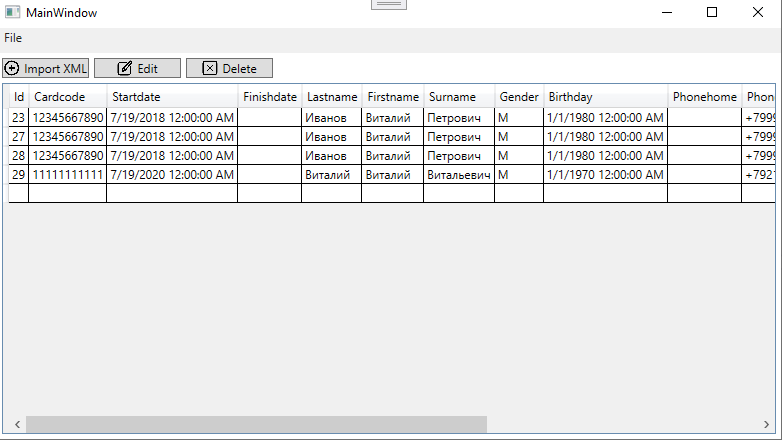 MainWindow
File
Import XML Edit Delete
Id Cardcode Startdate Finishdate Lastname Firstname Surname Gender Birthday Phonehome Phon
23 12345667890 7/19/2018 12:00:00 AM Иванов Виталий Петрович М 1/1/1980 12:00:00 AM +7999
27 12345667890 7/19/2018 12:00:00 AM Иванов Виталий Петрович М 1/1/1980 12:00:00 AM +7999
28 12345667890 7/19/2018 12:00:00 AM Иванов Виталий Петрович М 1/1/1980 12:00:00 AM +7999
29 11111111111 7/19/2020 12:00:00 AM Виталий Виталий Витальевич М 1/1/1970 12:00:00 AM +792